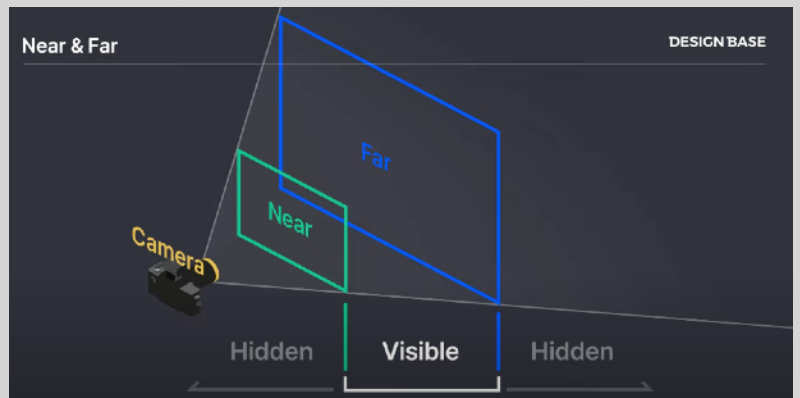 Near & Far
DESIGN BASE
Far
Near
Camera
Hidden
Visible
Hidden